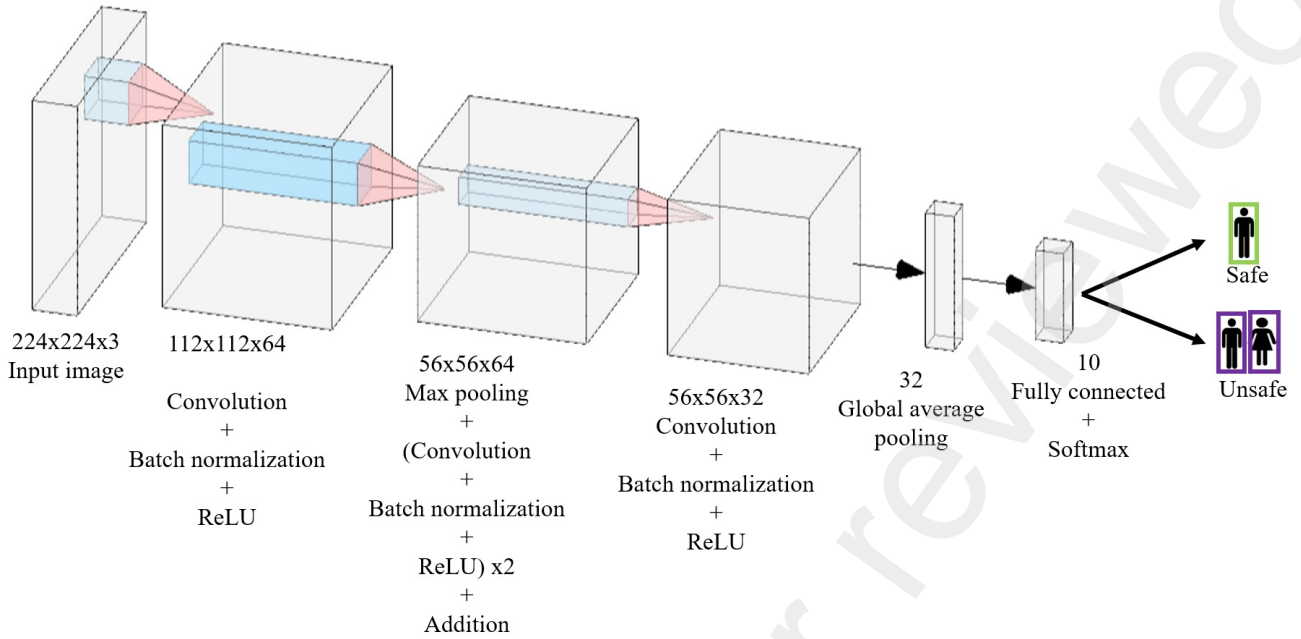 224x224x3
Input image
112x112x64
Convolution
+
Batch normalization
+
ReLU
56x56x64
Max pooling
+
(Convolution
+
Batch normalization
+
ReLU) x2
+
Addition
56x56x32
Convolution
+
Batch normalization
+
ReLU
32
Global average
pooling
10
Fully connected
+
Softmax
Safe
Unsafe
r reviewed